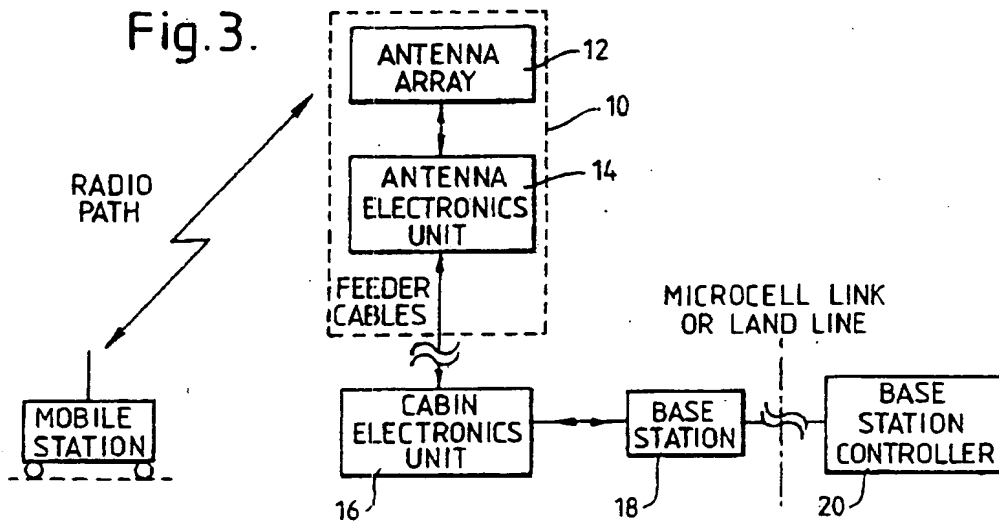 Fig.3.
ANTENNA
ARRAY
12
10
RADIO
PATH
ANTENNA
ELECTRONICS
UNIT
14
FEEDER
CABLES
MICROCELL LINK
OR LAND LINE
MOBILE
STATION
CABIN
ELECTRONICS
UNIT
16
BASE
STATION
18
BASE
STATION
CONTROLLER
20